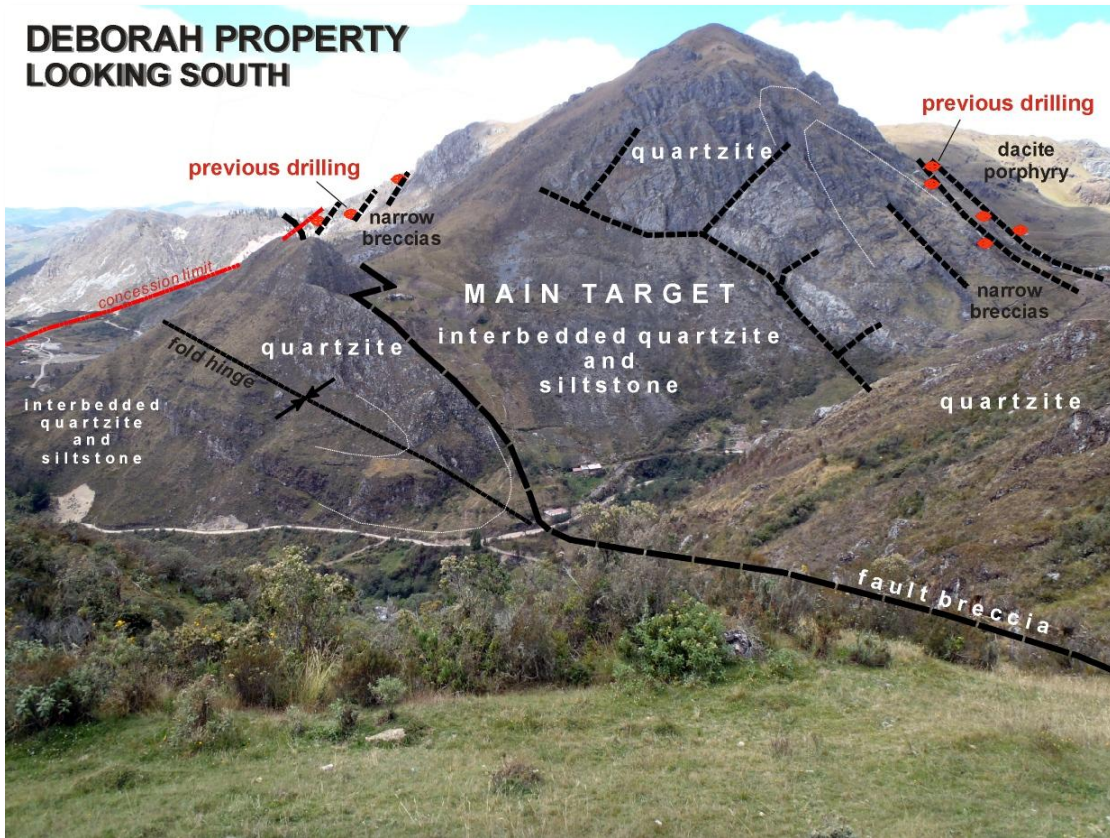 DEBORAH PROPERTY
LOOKING SOUTH
previous drilling
dacite
porphyry
quartzite
previous drilling
narrow
breccias
concession limit
MAIN TARGET
interbedded quartzite
and
siltstone
narrow
breccias
quartzite
fold hinge
interbedded
quartzite
and
siltstone
quartzite
fault breccia